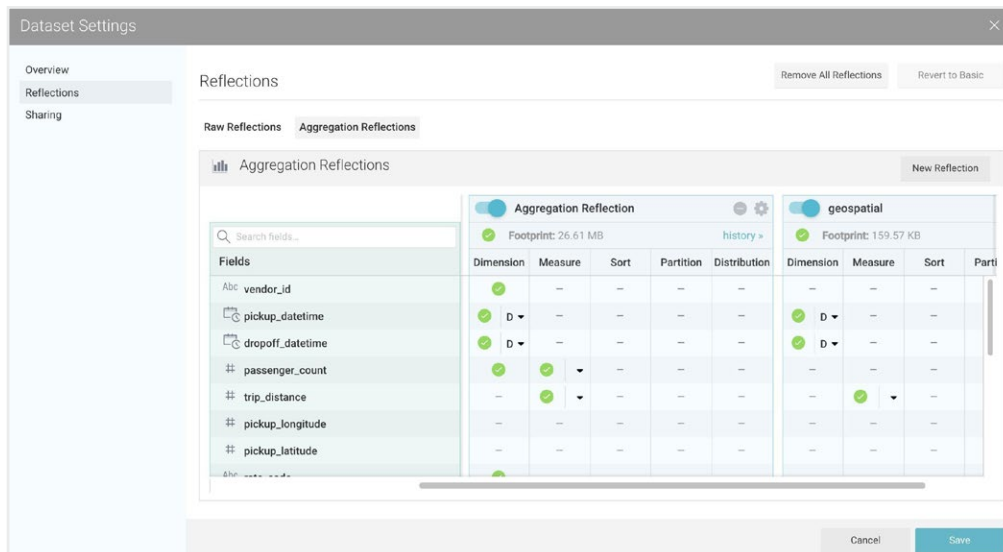 Dataset Settings
Overview
Reflections
Sharing
Reflections
Remove All Reflections
Revert to Basic
Raw Reflections Aggregation Reflections
Aggregation Reflections
New Reflection
Aggregation Reflection
geospatial
Search fields...
Footprint: 26.61 MB history »
Footprint: 159.57 KB
Fields Dimension Measure Sort Partition Distribution Dimension Measure Sort Parti
Abc vendor_id – – – – – – –
pickup_datetime D – – – – D – –
dropoff_datetime D – – – – D – –
# passenger_count – – – – – –
# trip_distance – – – – – –
# pickup_longitude – – – – – – – –
# pickup_latitude – – – – – – – –
Cancel Save